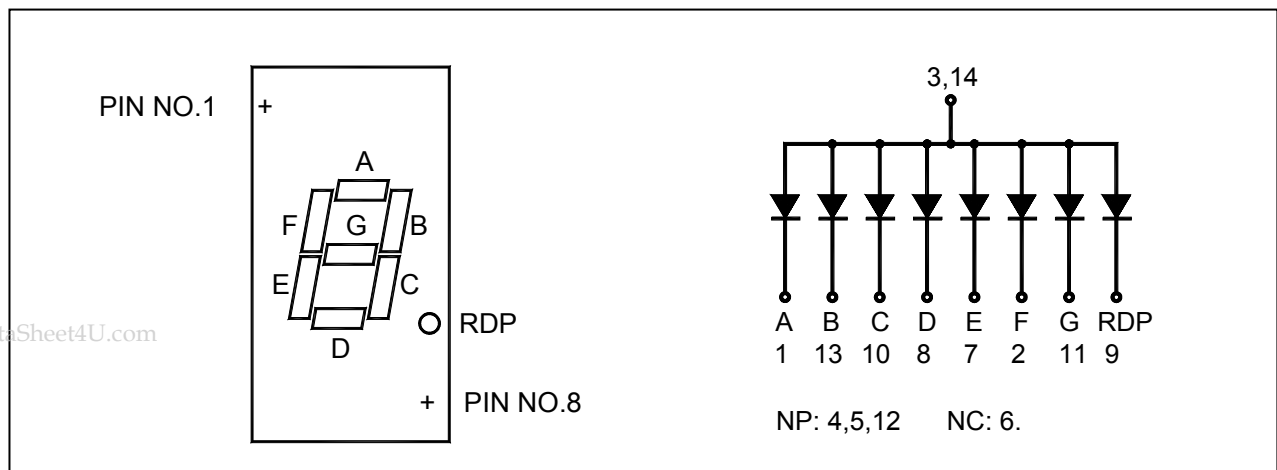 PIN NO.1 +
A
F G B
E C
RDP
D
+ PIN NO.8
taSheet4U.com
3,14
A B C D E F G RDP
1 13 10 8 7 2 11 9
NP: 4,5,12 NC: 6.